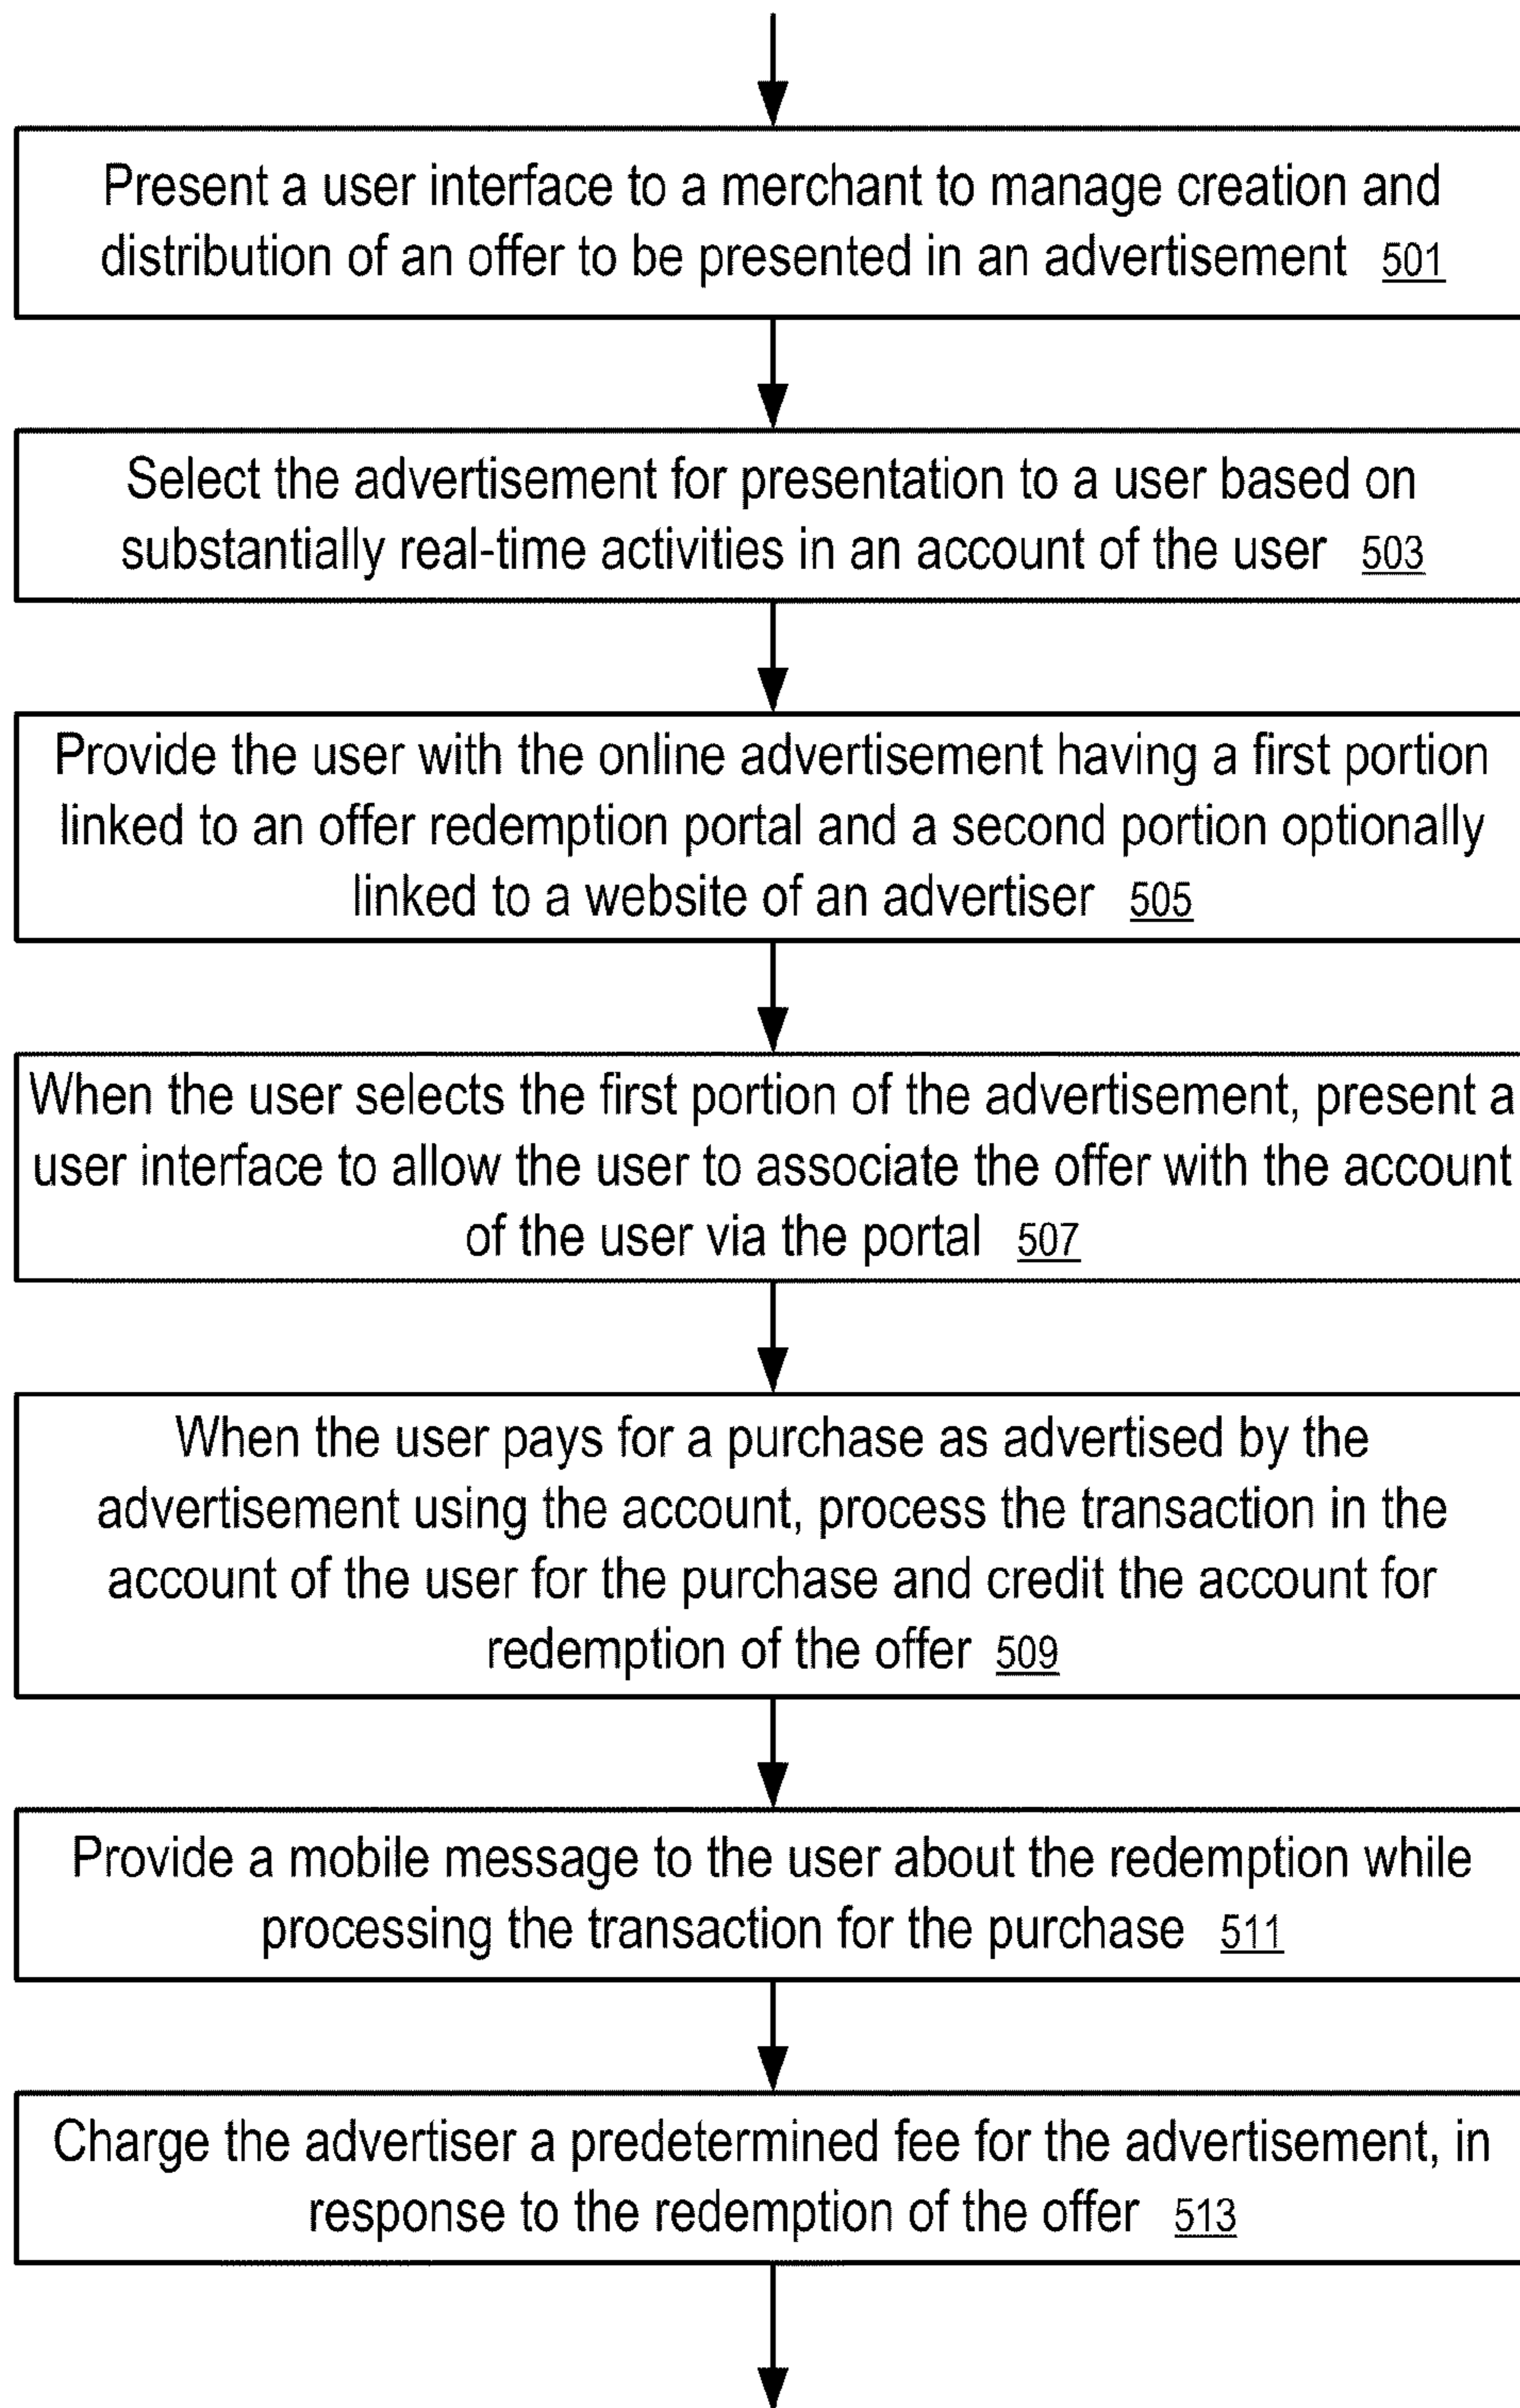 Present a user interface to a merchant to manage creation and
distribution of an offer to be presented in an advertisement 501
Select the advertisement for presentation to a user based on
substantially real-time activities in an account of the user 503
Provide the user with the online advertisement having a first portion
linked to an offer redemption portal and a second portion optionally
linked to a website of an advertiser 505
When the user selects the first portion of the advertisement, present a
user interface to allow the user to associate the offer with the account
of the user via the portal 507
When the user pays for a purchase as advertised by the
advertisement using the account, process the transaction in the
account of the user for the purchase and credit the account for
redemption of the offer 509
Provide a mobile message to the user about the redemption while
processing the transaction for the purchase 511
Charge the advertiser a predetermined fee for the advertisement, in
response to the redemption of the offer 513